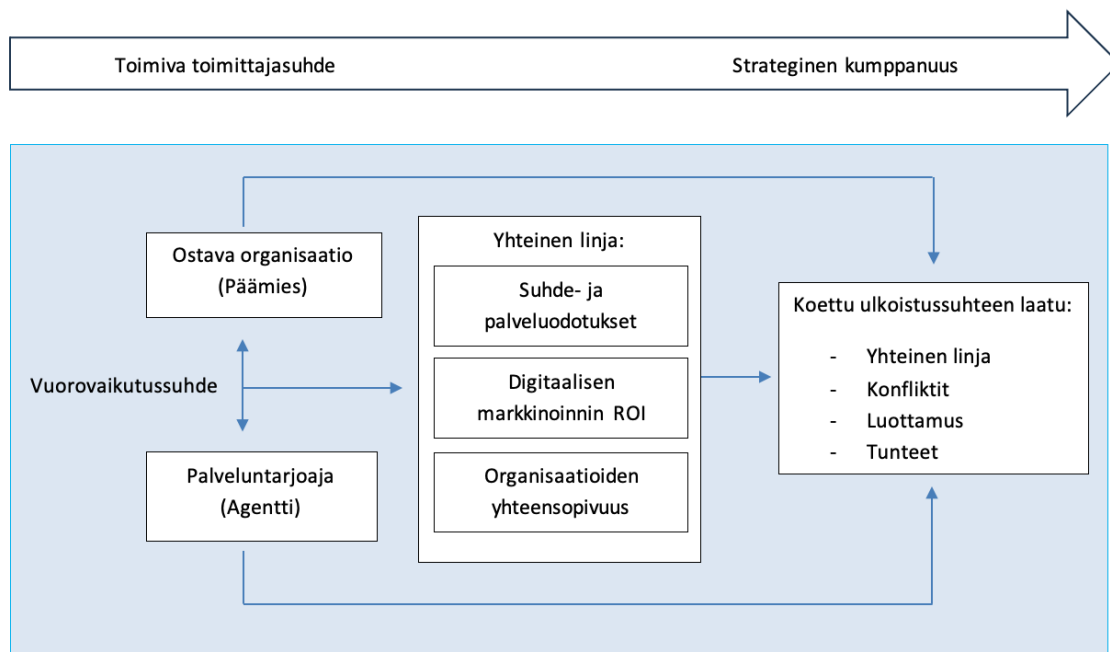 Toimiva toimittajasuhde
Strateginen kumppanuus
Ostava organisaatio
(Päämies)
Vuorovaikutussuhde
Palveluntarjoaja
(Agentti)
Yhteinen linja:
Suhde- ja
palveluodotukset
Digitaalisen
markkinoinnin ROI
Organisaatioiden
yhteensopivuus
Koettu ulkoistussuhteen laatu:
- Yhteinen linja
- Konfliktit
- Luottamus
- Tunteet